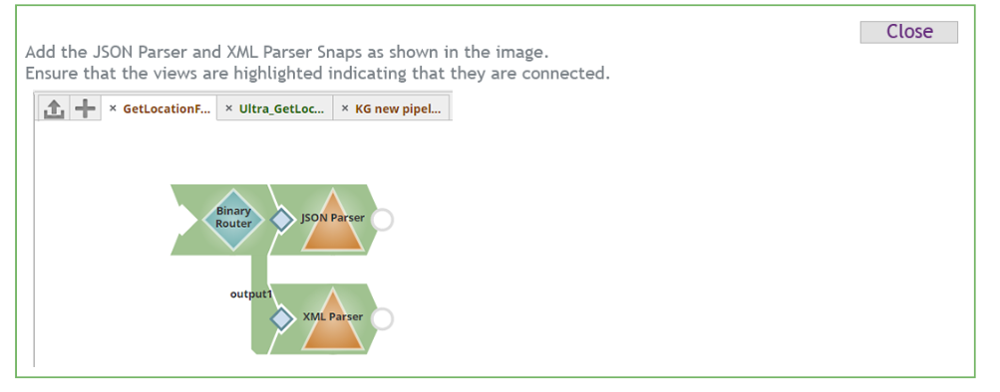 Close
Add the JSON Parser and XML Parser Snaps as shown in the image.
Ensure that the views are highlighted indicating that they are connected.
× GetLocationF... × Ultra_GetLoc... × KG new pipel...
Binary
Router
JSON Parser
output1
XML Parser